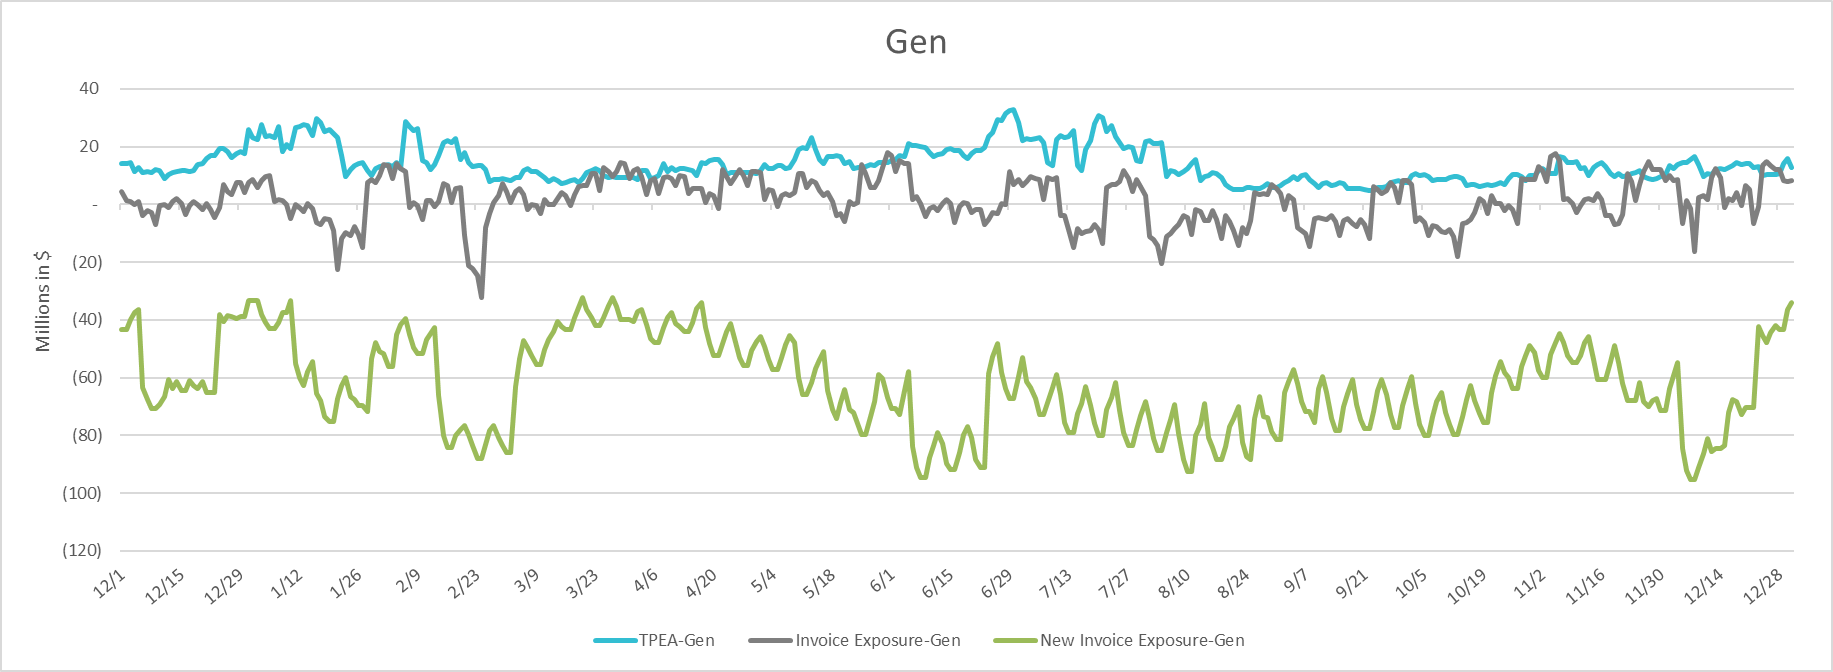 Gen
Millions in $
40
20
-
(20)
(40)
(60)
(80)
(100)
(120)
12/1 12/15 12/29 1/12 1/26 2/9 2/23 3/9 3/23 4/6 4/20 5/4 5/18 6/1 6/15 6/29 7/13 7/27 8/10 8/24 9/7 9/21 10/5 10/19 11/2 11/16 11/30 12/14 12/28
TPEA-Gen Invoice Exposure-Gen New Invoice Exposure-Gen